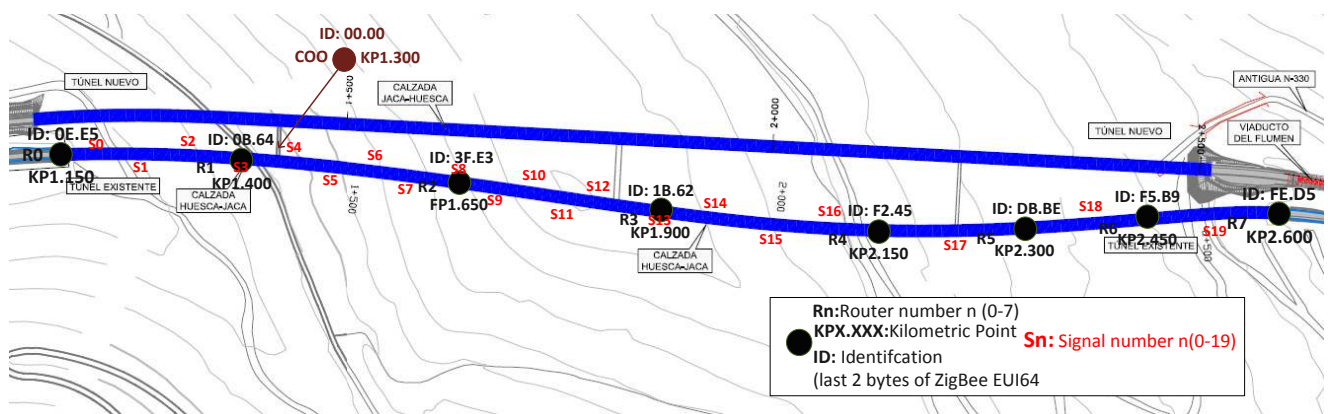 ID: 00.00
COO KP1.300
TÚNEL NUEVO
1+500
CALZADA
JACA-HUESCA
2+000
ANTIGUA N-330
TÚNEL NUEVO
2+500
VIADUCTO
DEL FLUMEN
ID: 0E.E5
S0
R0
KP1.150
S1
TÚNEL EXISTENTE
S2
ID: 0B.64
R1
S3
KP1.400
CALZADA
HUESCA-JACA
S4
S5
1+500
S6
S7
ID: 3F.E3
S8
R2
FP1.650
S9
S10
S11
S12
ID: 1B.62
R3
S13
KP1.900
S14
CALZADA
HUESCA-JACA
S15
2+000
S16
ID: F2.45
R4
KP2.150
S17
ID: DB.BE
R5
KP2.300
S18
ID: F5.B9
R6
KP2.450
TÚNEL EXISTENTE
S19
ID: FE.D5
R7
KP2.600
Rn:Router number n (0-7)
KPX.XXX:Kilometric Point
Sn: Signal number n(0-19)
ID: Identifcation
(last 2 bytes of ZigBee EUI64